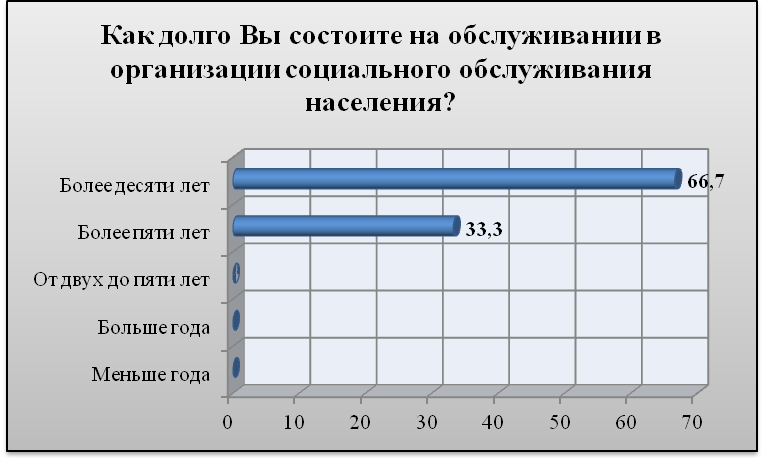 Как долго Вы состоите на обслуживании в
организации социального обслуживания
населения?
Более десяти лет
66,7
Более пяти лет
33,3
От двух до пяти лет
Больше года
Меньше года
0 10 20 30 40 50 60 70